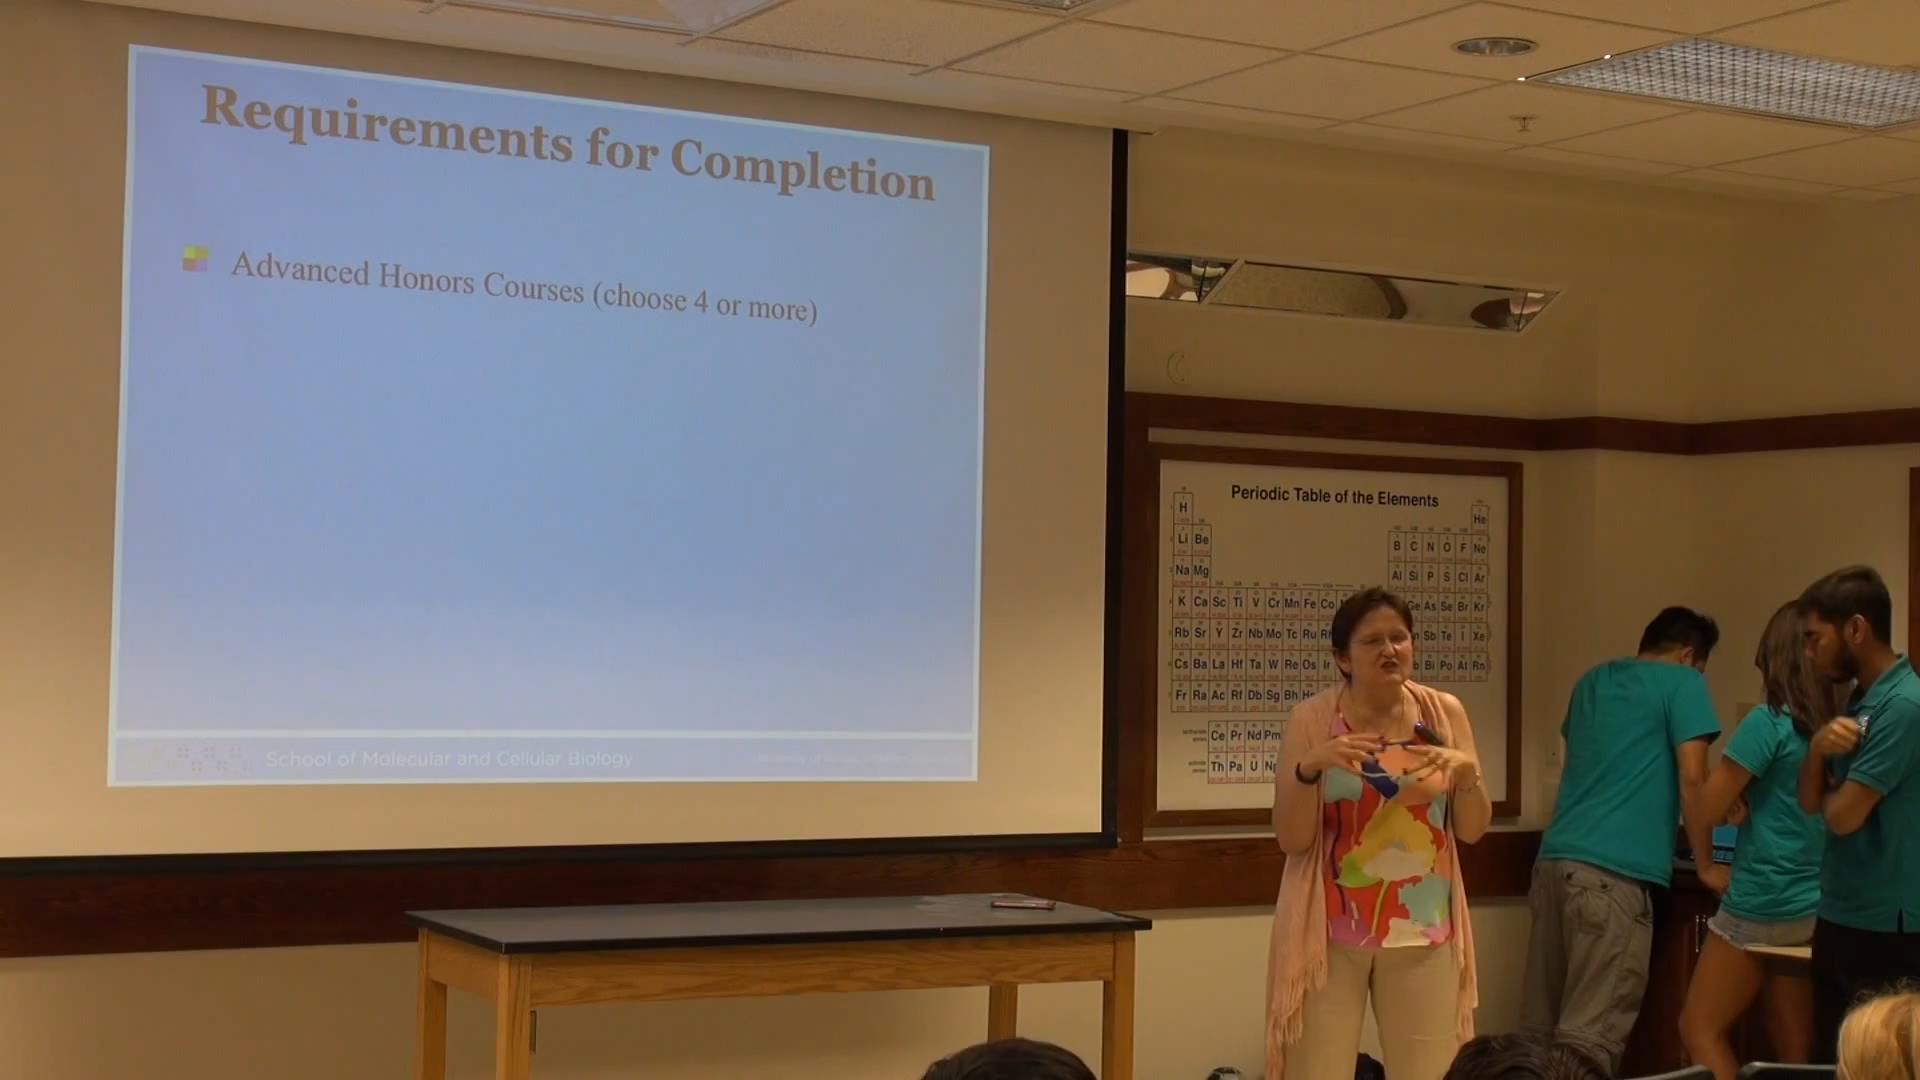 Requirements for Completion
Advanced Honors Courses (choose 4 or more)
School of Molecular and Cellular Biology
Periodic Table of the Elements
H He
Li Be B C N O F Ne
Na Mg Al Si P S Cl Ar
K Ca Sc Ti V Cr Mn Fe Co Ge As Se Br Kr
Rb Sr Y Zr Nb Mo Tc Ru Sb Te I Xe
Cs Ba La Hf Ta W Re Os Ir Bi Po At Rn
Fr Ra Ac Rf Db Sg Bh
Ce Pr Nd Pm
Th Pa U